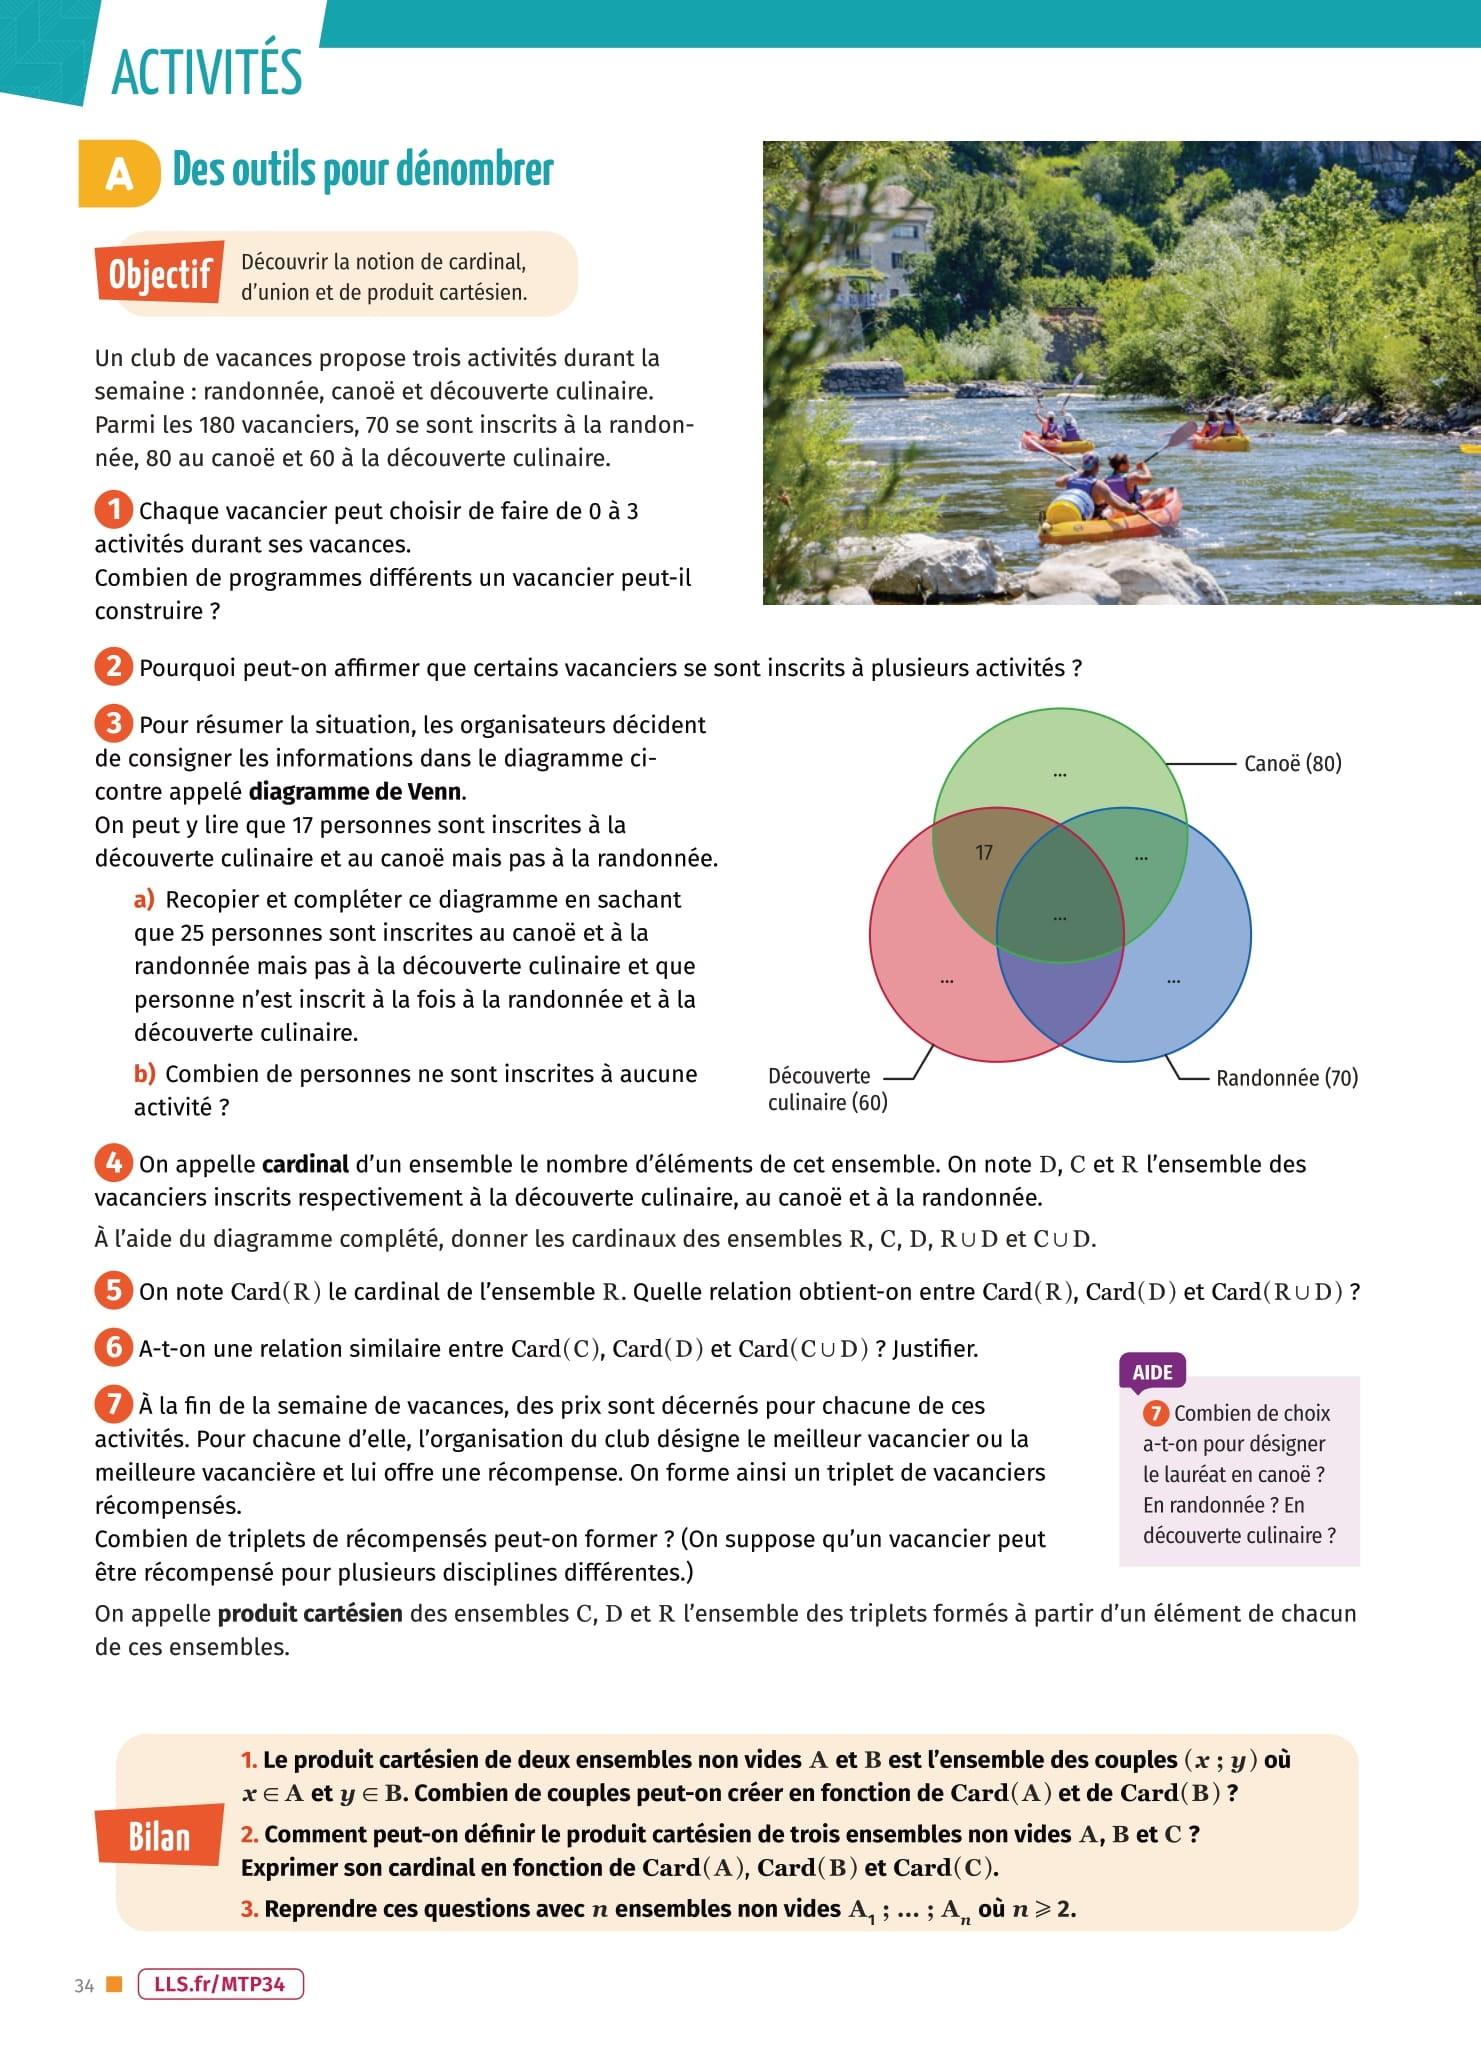 ACTIVITÉS
A Des outils pour dénombrer
Objectif
Découvrir la notion de cardinal,
d'union et de produit cartésien.
Un club de vacances propose trois activités durant la
semaine : randonnée, canoë et découverte culinaire.
Parmi les 180 vacanciers, 70 se sont inscrits à la randon-
née, 80 au canoë et 60 à la découverte culinaire.
1 Chaque vacancier peut choisir de faire de 0 à 3
activités durant ses vacances.
Combien de programmes différents un vacancier peut-il
construire ?
2 Pourquoi peut-on affirmer que certains vacanciers se sont inscrits à plusieurs activités ?
3 Pour résumer la situation, les organisateurs décident
de consigner les informations dans le diagramme ci-
contre appelé diagramme de Venn.
On peut y lire que 17 personnes sont inscrites à la
découverte culinaire et au canoë mais pas à la randonnée.
a) Recopier et compléter ce diagramme en sachant
que 25 personnes sont inscrites au canoë et à la
randonnée mais pas à la découverte culinaire et que
personne n'est inscrit à la fois à la randonnée et à la
découverte culinaire.
b) Combien de personnes ne sont inscrites à aucune
activité ?
...
Canoë (80)
17
...
...
...
...
Découverte
culinaire (60)
Randonnée (70)
4 On appelle cardinal d'un ensemble le nombre d'éléments de cet ensemble. On note D, C et R l'ensemble des
vacanciers inscrits respectivement à la découverte culinaire, au canoë et à la randonnée.
À l'aide du diagramme complété, donner les cardinaux des ensembles R, C, D, R∪D et C∪D.
5 On note Card(R) le cardinal de l'ensemble R. Quelle relation obtient-on entre Card(R), Card(D) et Card(R∪D) ?
6 A-t-on une relation similaire entre Card(C), Card(D) et Card(C∪D) ? Justifier.
7 À la fin de la semaine de vacances, des prix sont décernés pour chacune de ces
activités. Pour chacune d'elle, l'organisation du club désigne le meilleur vacancier ou la
meilleure vacancière et lui offre une récompense. On forme ainsi un triplet de vacanciers
récompensés.
Combien de triplets de récompensés peut-on former ? (On suppose qu'un vacancier peut
être récompensé pour plusieurs disciplines différentes.)
On appelle produit cartésien des ensembles C, D et R l'ensemble des triplets formés à partir d'un élément de chacun
de ces ensembles.
AIDE
7 Combien de choix
a-t-on pour désigner
le lauréat en canoë ?
En randonnée ? En
découverte culinaire ?
Bilan
1. Le produit cartésien de deux ensembles non vides A et B est l'ensemble des couples (x ; y) où
x ∈ A et y ∈ B. Combien de couples peut-on créer en fonction de Card(A) et de Card(B) ?
2. Comment peut-on définir le produit cartésien de trois ensembles non vides A, B et C ?
Exprimer son cardinal en fonction de Card(A), Card(B) et Card(C).
3. Reprendre ces questions avec n ensembles non vides A₁ ; ... ; Aₙ où n ⩾ 2.
34
LLS.fr/MTP34